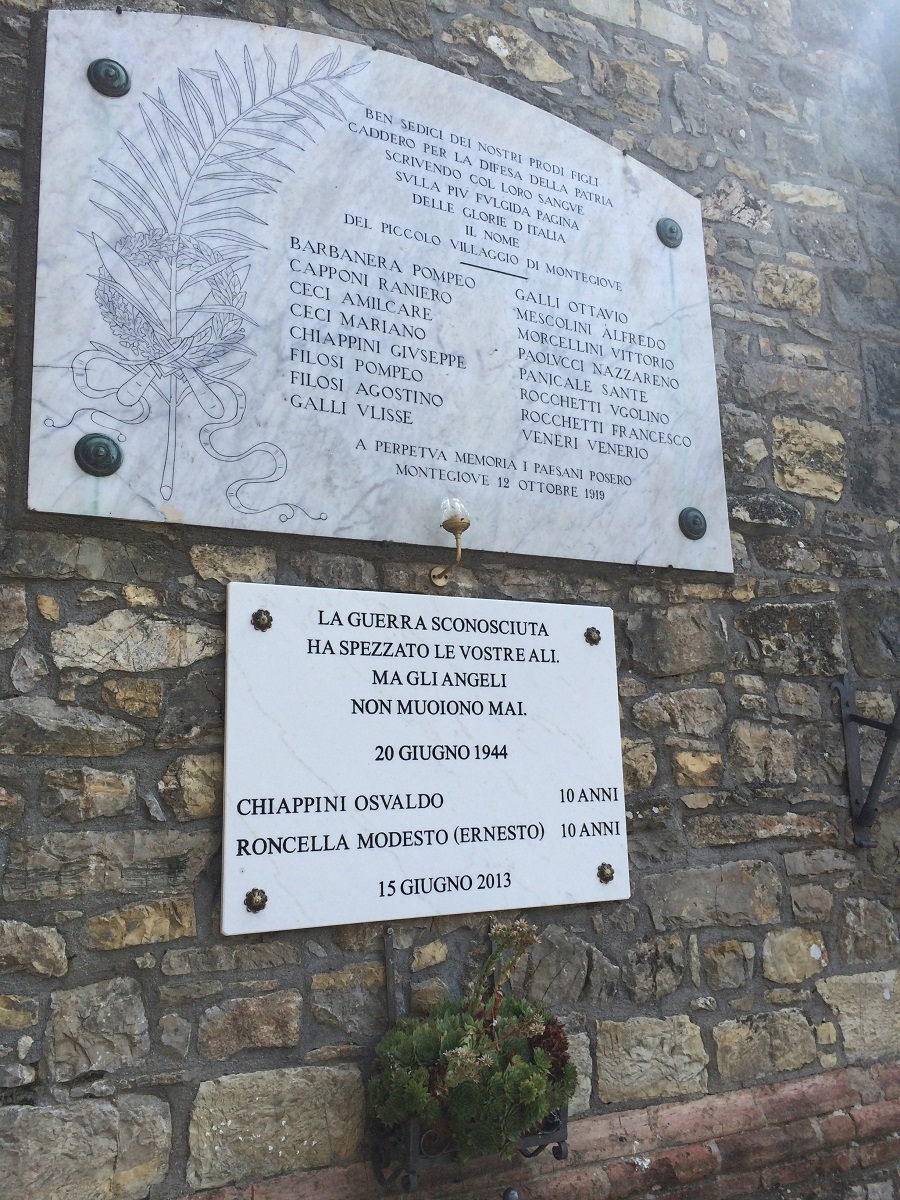 BEN SEDICI DEI NOSTRI PRODI FIGLI
CADDERO PER LA DIFESA DELLA PATRIA
SCRIVENDO COL LORO SANGVE
SVLLA PIV FVLGIDA PAGINA
DELLE GLORIE D'ITALIA
IL NOME
DEL PICCOLO VILLAGGIO DI MONTEGIOVE
BARBANERA POMPEO
CAPPONI RANIERO
CECI AMILCARE
CECI MARIANO
CHIAPPINI GIVSEPPE
FILOSI POMPEO
FILOSI AGOSTINO
GALLI VLISSE
GALLI OTTAVIO
MESCOLINI ALFREDO
MORCELLINI VITTORIO
PAOLVCCI NAZZARENO
PANICALE SANTE
ROCCHETTI VGOLINO
ROCCHETTI FRANCESCO
VENERI VENERIO
A PERPETVA MEMORIA I PAESANI POSERO
MONTEGIOVE 12 OTTOBRE 1919
LA GUERRA SCONOSCIUTA
HA SPEZZATO LE VOSTRE ALI.
MA GLI ANGELI
NON MUOIONO MAI.
20 GIUGNO 1944
CHIAPPINI OSVALDO 10 ANNI
RONCELLA MODESTO (ERNESTO) 10 ANNI
15 GIUGNO 2013